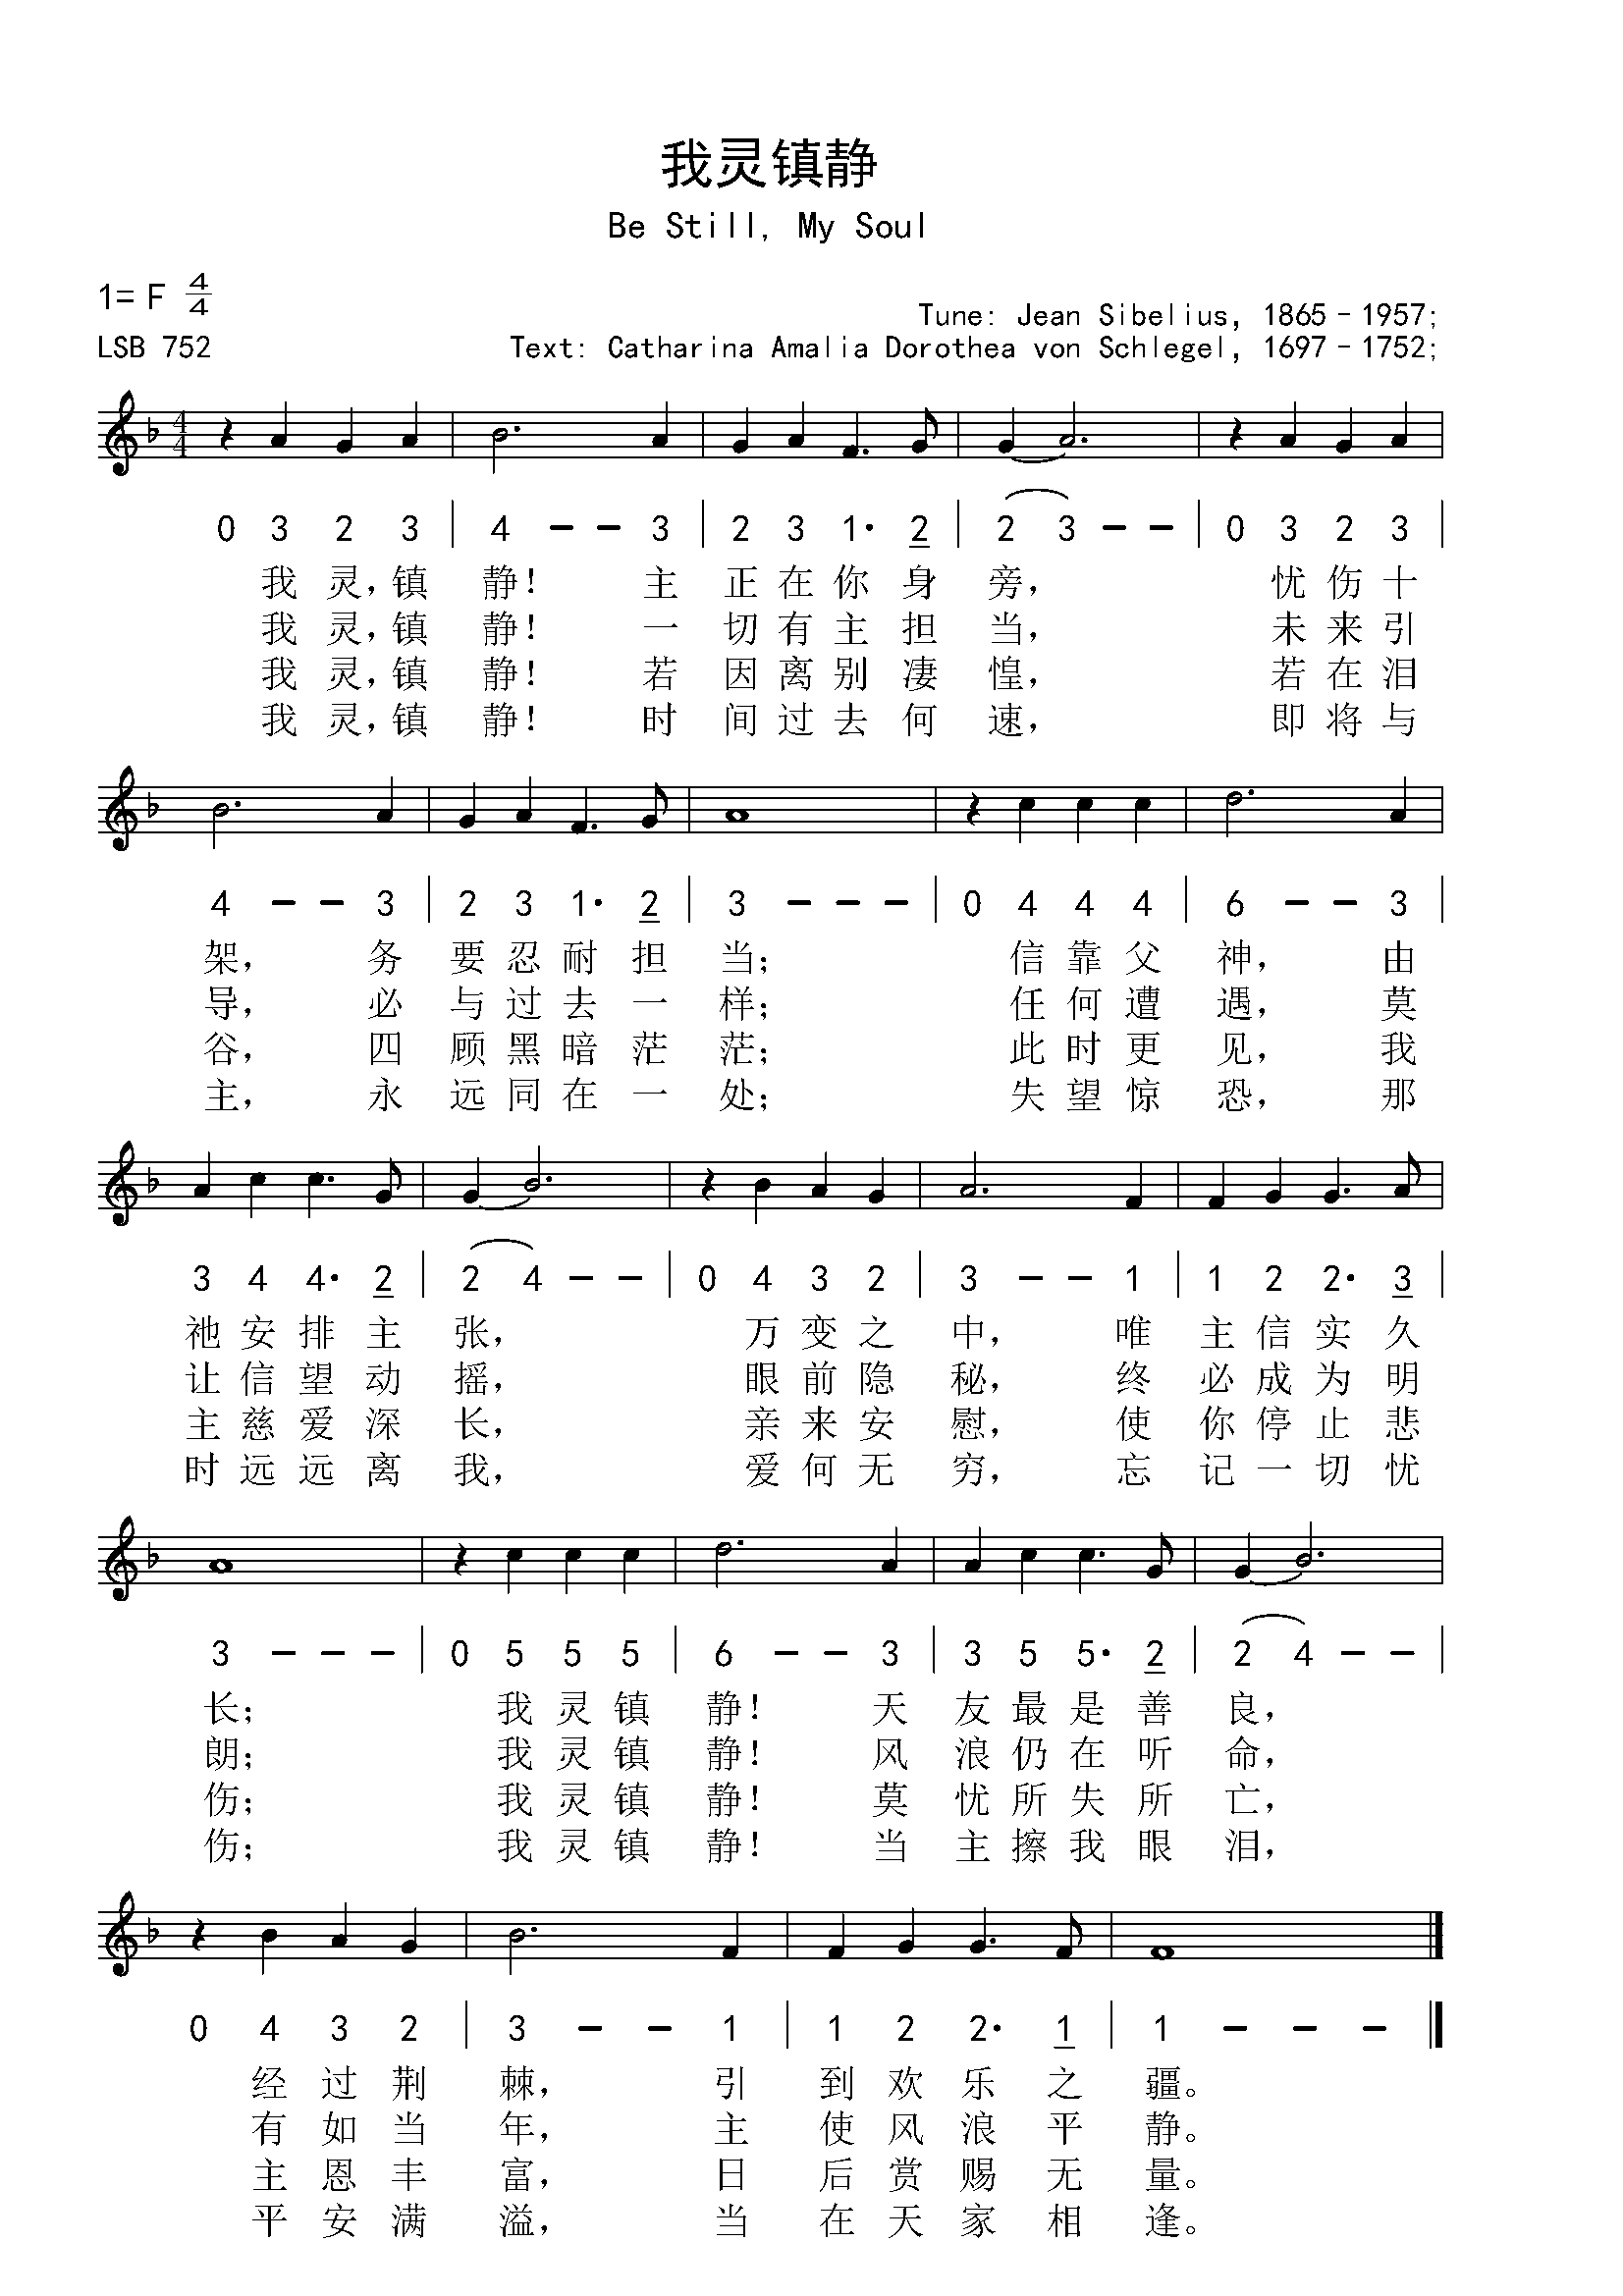 我灵镇静
Be Still, My Soul
1= F 4/4
Tune: Jean Sibelius, 1865–1957;
LSB 752
Text: Catharina Amalia Dorothea von Schlegel, 1697–1752;
4/4
0 3 2 3 | 4 – – 3 | 2 3 1· 2 | (2 3) – – | 0 3 2 3 |
我 灵, 镇 静! 主 正 在 你 身 旁, 忧 伤 十
我 灵, 镇 静! 一 切 有 主 担 当, 未 来 引
我 灵, 镇 静! 若 因 离 别 凄 惶, 若 在 泪
我 灵, 镇 静! 时 间 过 去 何 速, 即 将 与
4 – – 3 | 2 3 1· 2 | 3 – – – | 0 4 4 4 | 6 – – 3 |
架, 务 要 忍 耐 担 当; 信 靠 父 神, 由
导, 必 与 过 去 一 样; 任 何 遭 遇, 莫
谷, 四 顾 黑 暗 茫 茫; 此 时 更 见, 我
主, 永 远 同 在 一 处; 失 望 惊 恐, 那
3 4 4· 2 | (2 4) – – | 0 4 3 2 | 3 – – 1 | 1 2 2· 3 |
祂 安 排 主 张, 万 变 之 中, 唯 主 信 实 久
让 信 望 动 摇, 眼 前 隐 秘, 终 必 成 为 明
主 慈 爱 深 长, 亲 来 安 慰, 使 你 停 止 悲
时 远 远 离 我, 爱 何 无 穷, 忘 记 一 切 忧
3 – – – | 0 5 5 5 | 6 – – 3 | 3 5 5· 2 | (2 4) – – |
长; 我 灵 镇 静! 天 友 最 是 善 良,
朗; 我 灵 镇 静! 风 浪 仍 在 听 命,
伤; 我 灵 镇 静! 莫 忧 所 失 所 亡,
伤; 我 灵 镇 静! 当 主 擦 我 眼 泪,
0 4 3 2 | 3 – – 1 | 1 2 2· 1 | 1 – – – |
经 过 荆 棘, 引 到 欢 乐 之 疆。
有 如 当 年, 主 使 风 浪 平 静。
主 恩 丰 富, 日 后 赏 赐 无 量。
平 安 满 溢, 当 在 天 家 相 逢。